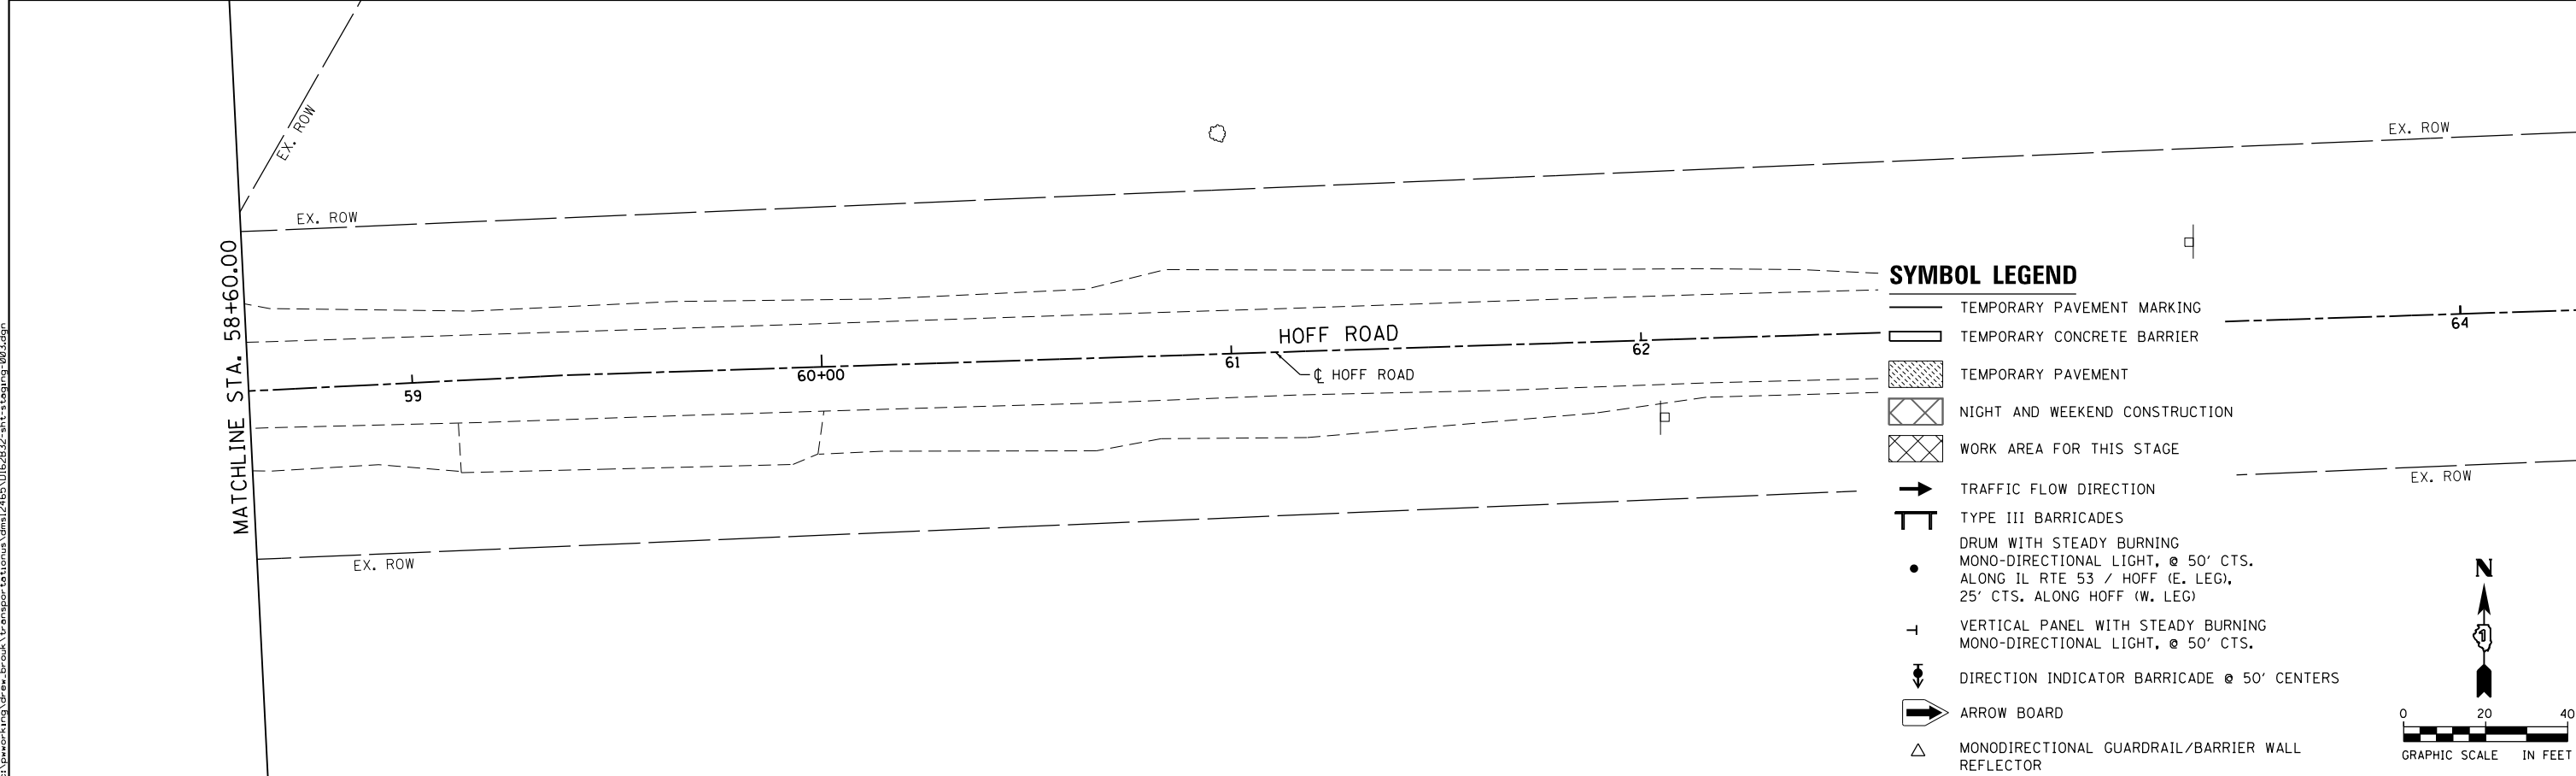 EX. ROW
EX. ROW
EX. ROW
MATCHLINE STA. 58+60.00
HOFF ROAD
59
60+00
61
62
64
℄ HOFF ROAD
EX. ROW
EX. ROW
SYMBOL LEGEND
TEMPORARY PAVEMENT MARKING
TEMPORARY CONCRETE BARRIER
TEMPORARY PAVEMENT
NIGHT AND WEEKEND CONSTRUCTION
WORK AREA FOR THIS STAGE
TRAFFIC FLOW DIRECTION
TYPE III BARRICADES
DRUM WITH STEADY BURNING
MONO-DIRECTIONAL LIGHT, @ 50' CTS.
ALONG IL RTE 53 / HOFF (E. LEG),
25' CTS. ALONG HOFF (W. LEG)
VERTICAL PANEL WITH STEADY BURNING
MONO-DIRECTIONAL LIGHT, @ 50' CTS.
DIRECTION INDICATOR BARRICADE @ 50' CENTERS
ARROW BOARD
MONODIRECTIONAL GUARDRAIL/BARRIER WALL
REFLECTOR
N
0 20 40
GRAPHIC SCALE IN FEET